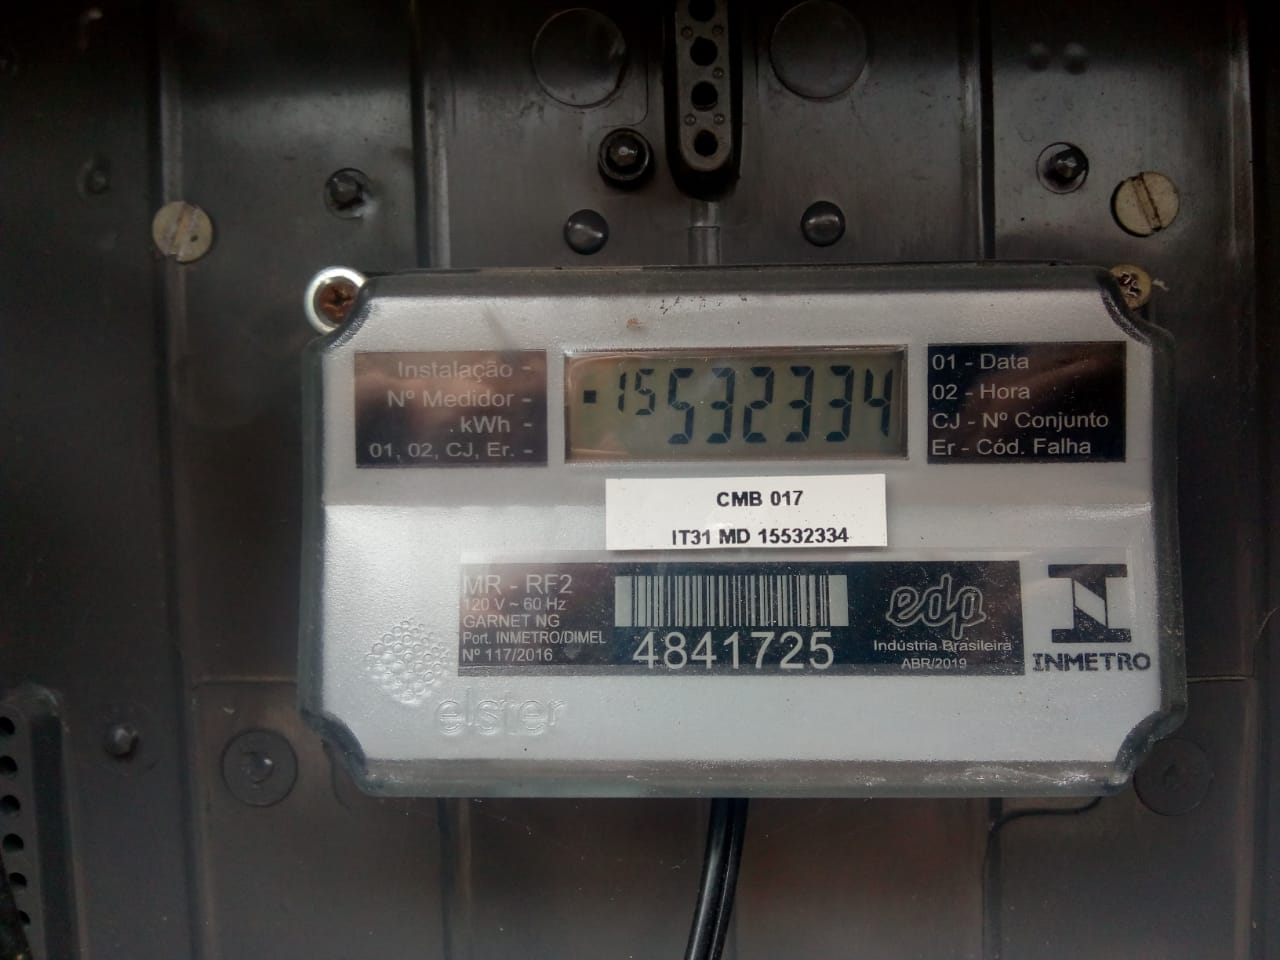 Instalação -
Nº Medidor -
. kWh -
01, 02, CJ, Er. -
15532334
01 - Data
02 - Hora
CJ - Nº Conjunto
Er - Cód. Falha
CMB 017
IT31 MD 15532334
MR - RF2
120 V ~ 60 Hz
GARNET NG
Port. INMETRO/DIMEL
Nº 117/2016
4841725
edp
Indústria Brasileira
ABR/2019
INMETRO
elster